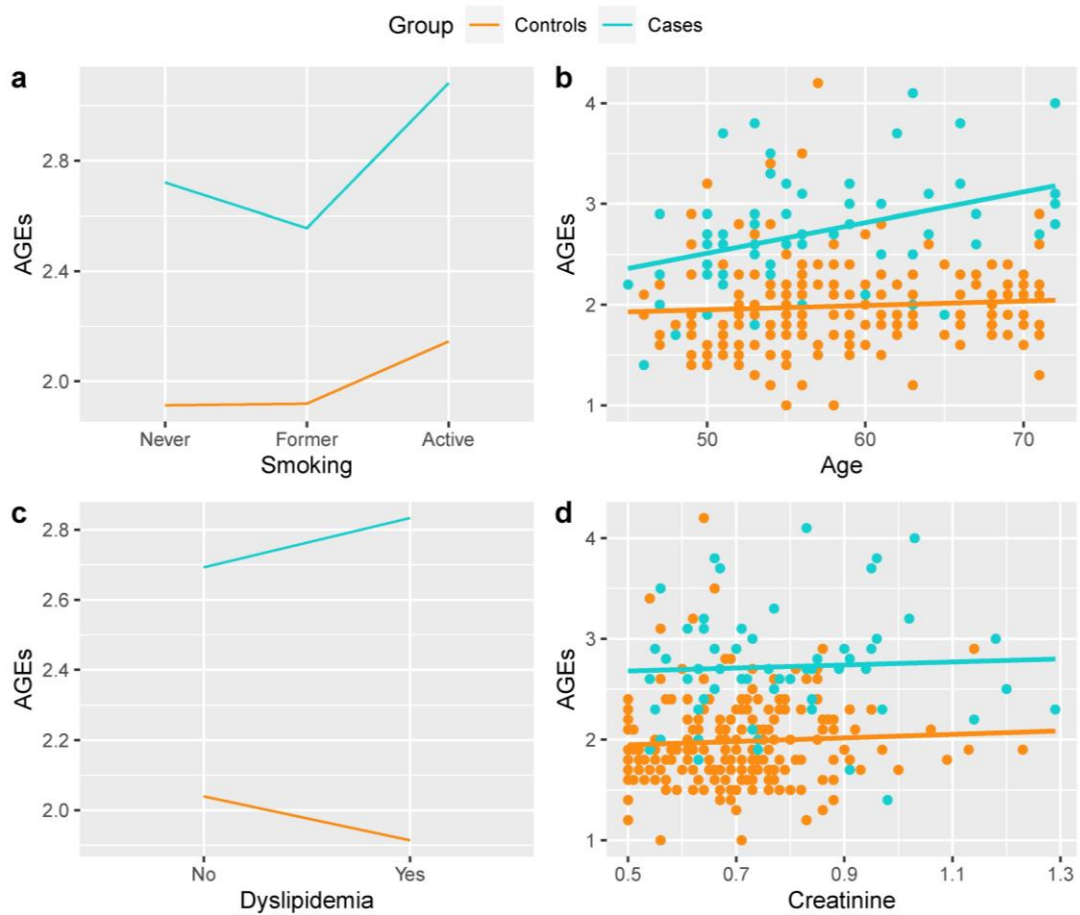 Group Controls Cases
a
AGEs
2.8
2.4
2.0
Never Former Active
Smoking
b
AGEs
4
3
2
1
50 60 70
Age
c
AGEs
2.8
2.6
2.4
2.2
2.0
No Yes
Dyslipidemia
d
AGEs
4
3
2
1
0.5 0.7 0.9 1.1 1.3
Creatinine